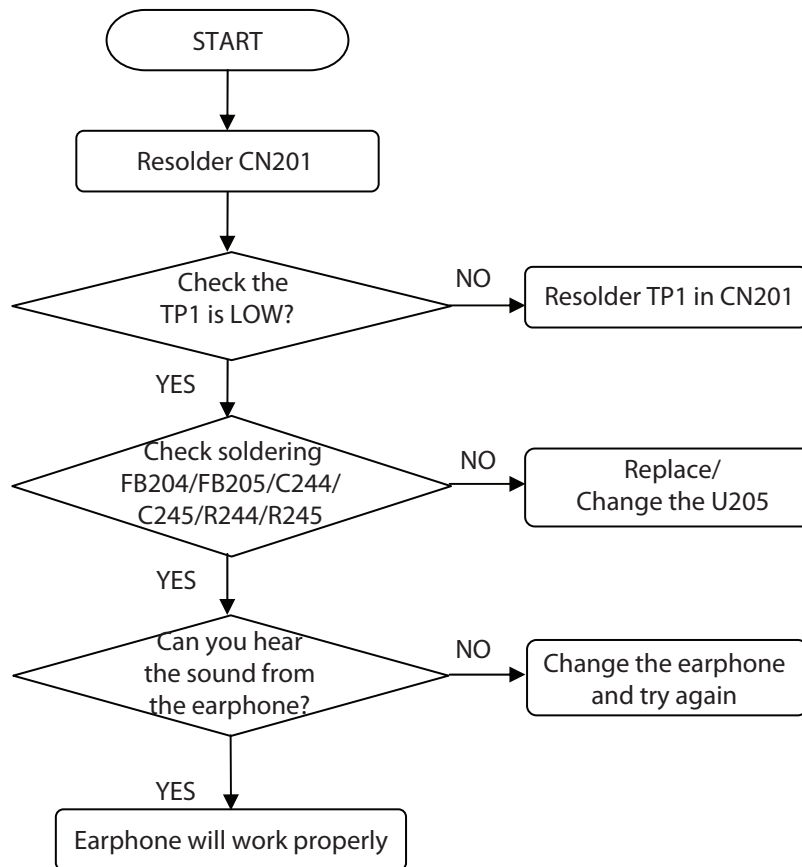 START
Resolder CN201
Check the
TP1 is LOW?
NO
Resolder TP1 in CN201
YES
Check soldering
FB204/FB205/C244/
C245/R244/R245
NO
Replace/
Change the U205
YES
Can you hear
the sound from
the earphone?
NO
Change the earphone
and try again
YES
Earphone will work properly